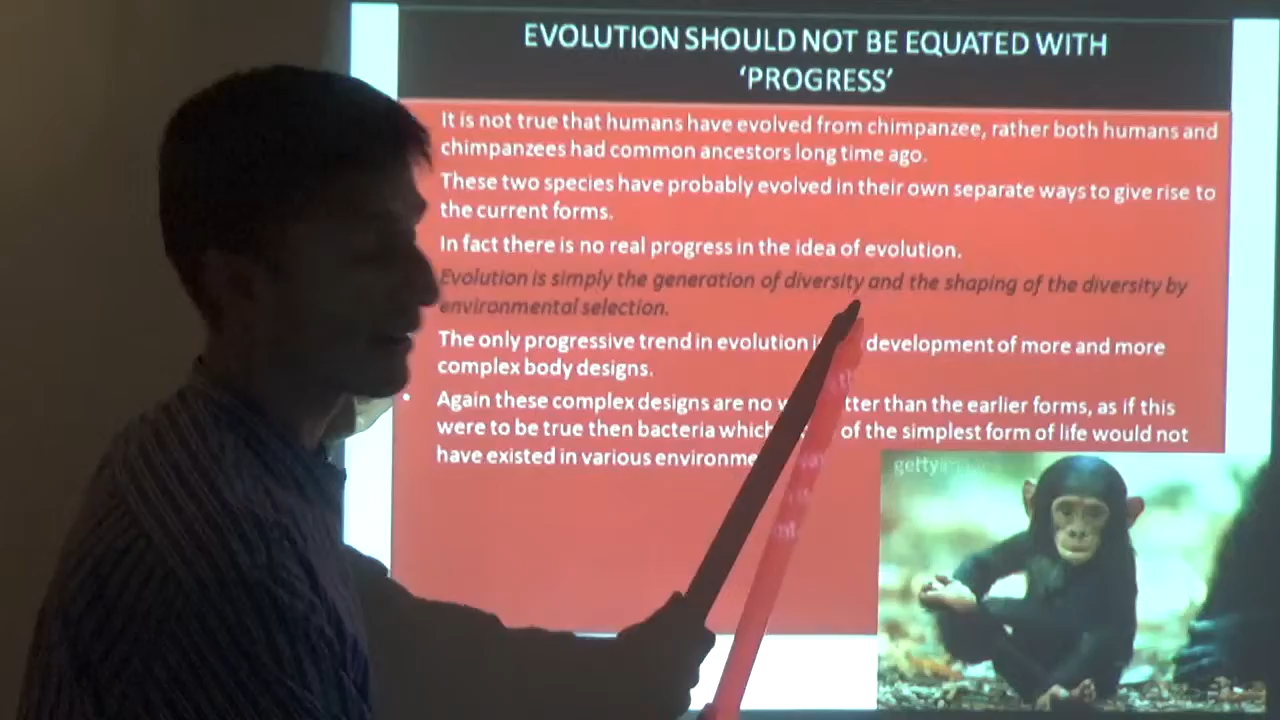 EVOLUTION SHOULD NOT BE EQUATED WITH
‘PROGRESS’
It is not true that humans have evolved from chimpanzee, rather both humans and
chimpanzees had common ancestors long time ago.
These two species have probably evolved in their own separate ways to give rise to
the current forms.
In fact there is no real progress in the idea of evolution.
Evolution is simply the generation of diversity and the shaping of the diversity by
environmental selection.
The only progressive trend in evolution development of more and more
complex body designs.
• Again these complex designs are no than the earlier forms, as if this
were to be true then bacteria which of the simplest form of life would not
have existed in various
getty